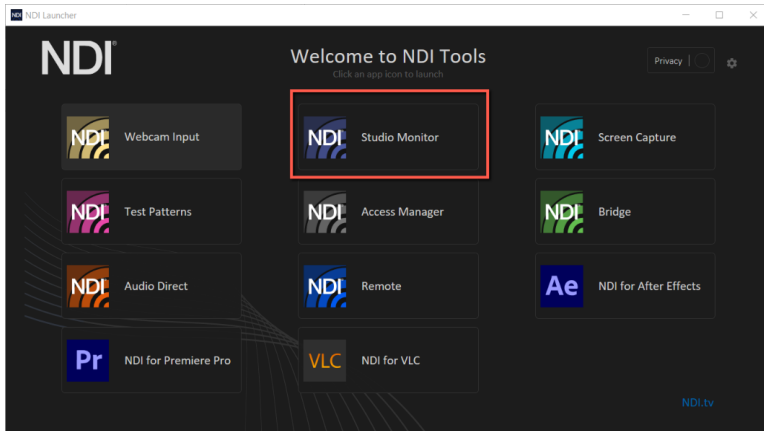 NDI NDI Launcher
NDI®
Welcome to NDI Tools
Click an app icon to launch
Privacy |
NDI Webcam Input
NDI Studio Monitor
NDI Screen Capture
NDI Test Patterns
NDI Access Manager
NDI Bridge
NDI Audio Direct
NDI Remote
Ae NDI for After Effects
Pr NDI for Premiere Pro
VLC NDI for VLC
NDI.tv